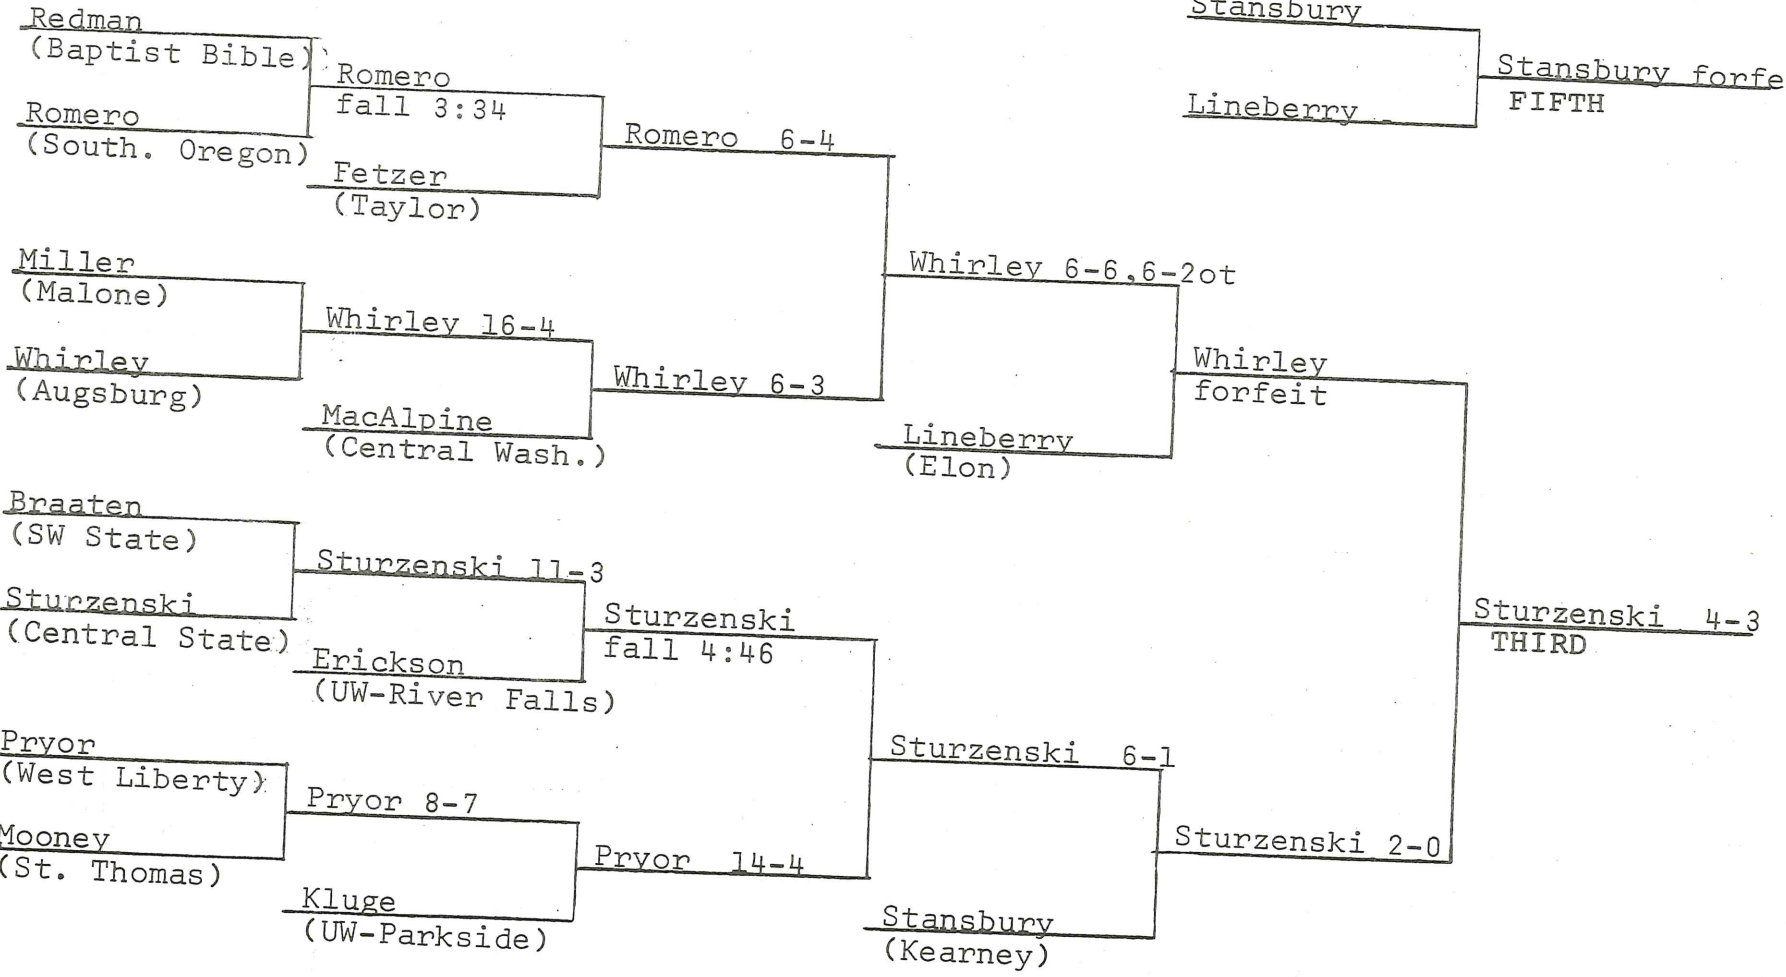 Redman
(Baptist Bible)
Romero
(South. Oregon)
Romero
fall 3:34
Fetzer
(Taylor)
Romero 6-4
Miller
(Malone)
Whirley
(Augsburg)
Whirley 16-4
MacAlpine
(Central Wash.)
Whirley 6-3
Whirley 6-6,6-2ot
Lineberry
(Elon)
Whirley
forfeit
Braaten
(SW State)
Sturzenski
(Central State)
Sturzenski 11-3
Erickson
(UW-River Falls)
Sturzenski
fall 4:46
Pryor
(West Liberty)
Mooney
(St. Thomas)
Pryor 8-7
Kluge
(UW-Parkside)
Pryor 14-4
Sturzenski 6-1
Stansbury
(Kearney)
Sturzenski 2-0
Sturzenski 4-3
THIRD
Stansbury
Lineberry
Stansbury forfe
FIFTH